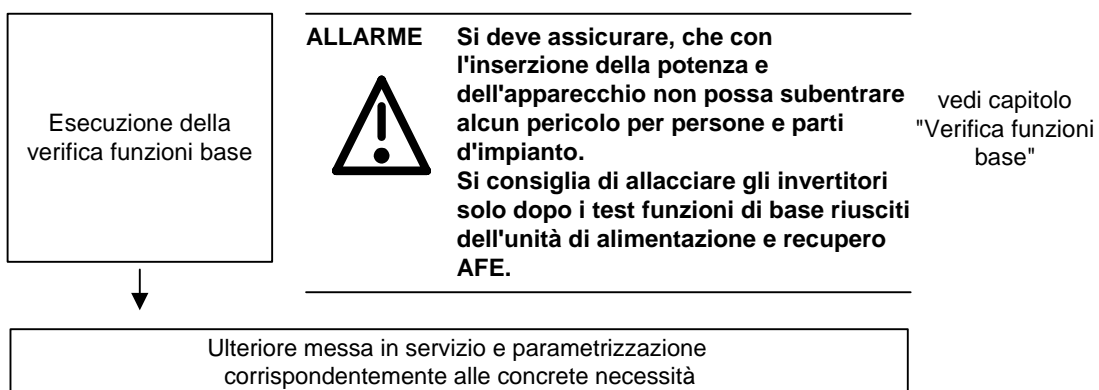 Esecuzione della
verifica funzioni base
ALLARME
Si deve assicurare, che con
l'inserzione della potenza e
dell'apparecchio non possa subentrare
alcun pericolo per persone e parti
d'impianto.
Si consiglia di allacciare gli invertitori
solo dopo i test funzioni di base riusciti
dell'unità di alimentazione e recupero
AFE.
vedi capitolo
"Verifica funzioni
base"
Ulteriore messa in servizio e parametrizzazione
corrispondentemente alle concrete necessità